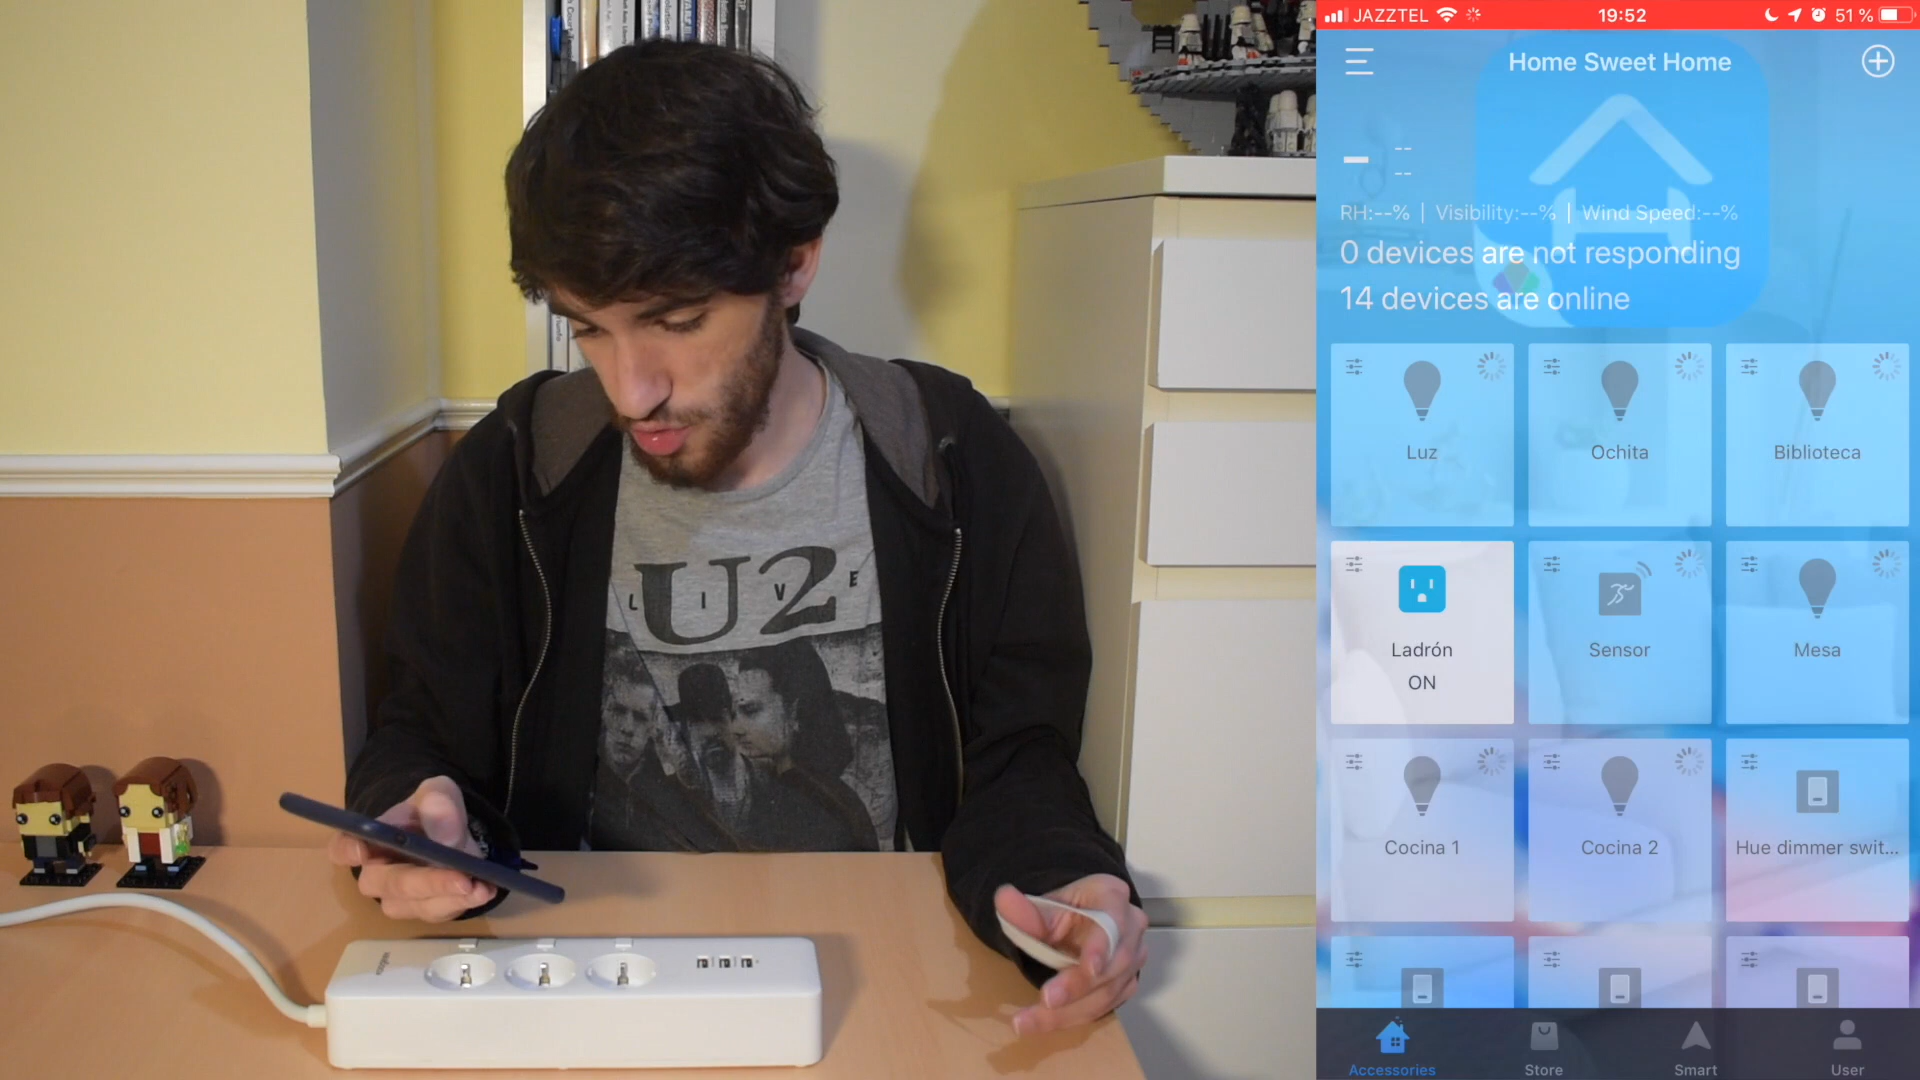 JAZZTEL 19:52 51 %
Home Sweet Home
--
--
RH:--% | Visibility:--% | Wind Speed:--%
0 devices are not responding
14 devices are online
Luz Ochita Biblioteca
Ladrón Sensor Mesa
ON
Cocina 1 Cocina 2 Hue dimmer swit...
Accessories Store Smart User
U2
LIVE